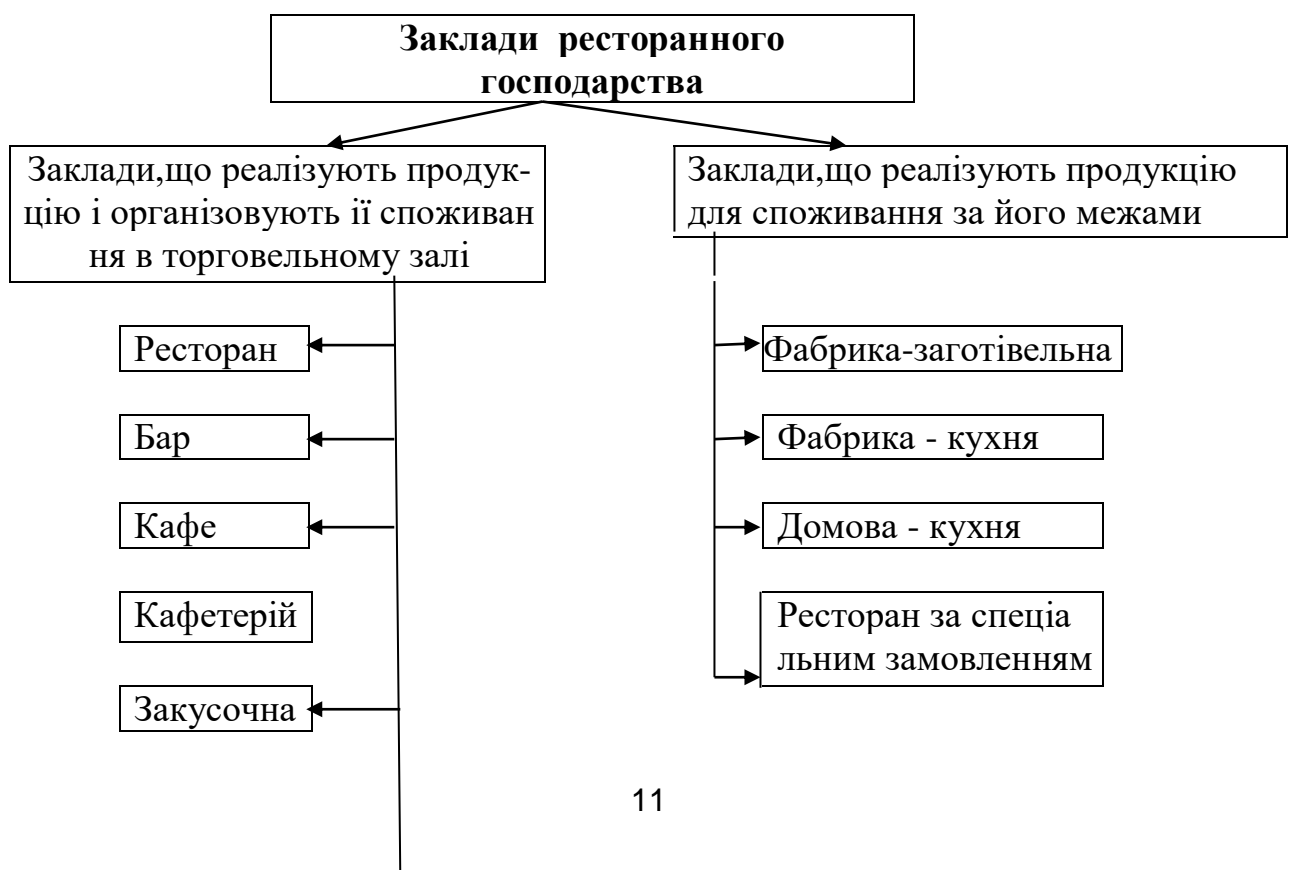 Заклади ресторанного
господарства
Заклади,що реалізують продук-
цію і організовують ії споживан
ня в торговельному залі
Заклади,що реалізують продукцію
для споживання за його межами
Ресторан
Бар
Кафе
Кафетерій
Закусочна
Фабрика-заготівельна
Фабрика - кухня
Домова - кухня
Ресторан за спеціа
льним замовленням
11